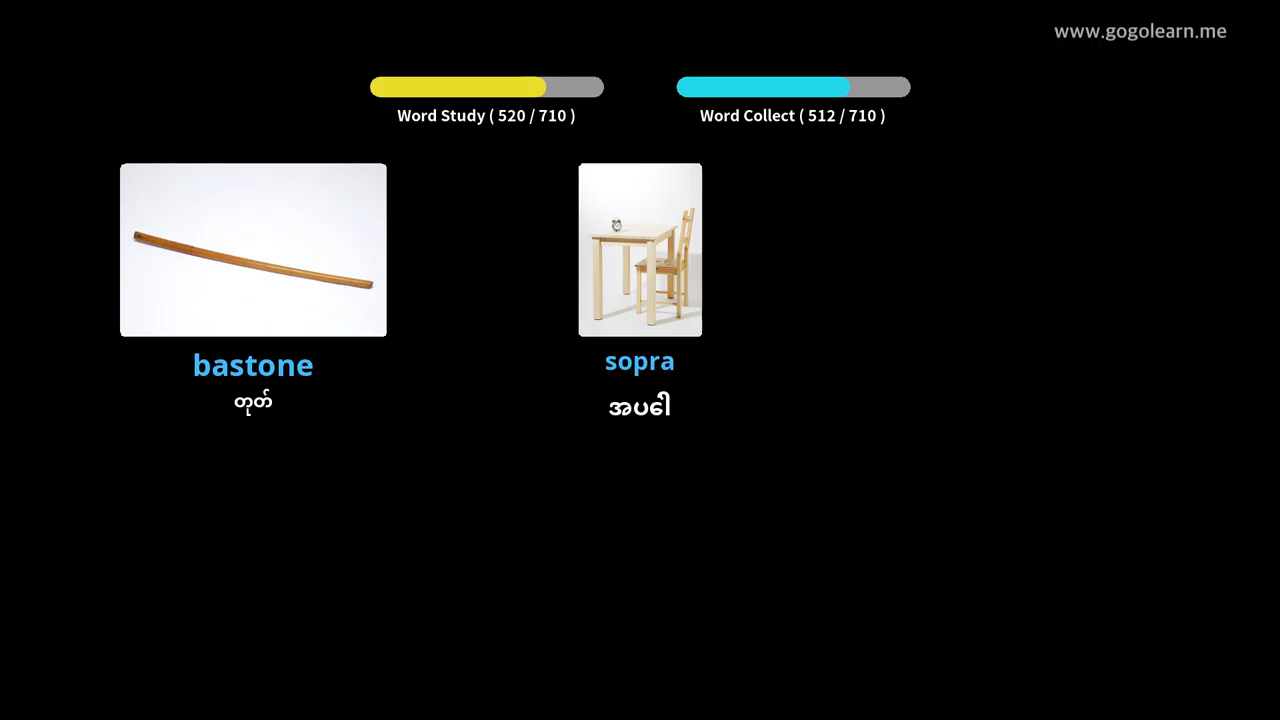 www.gogolearn.me
Word Study ( 520 / 710 )
Word Collect ( 512 / 710 )
bastone
တုတ်
sopra
အပေါ်